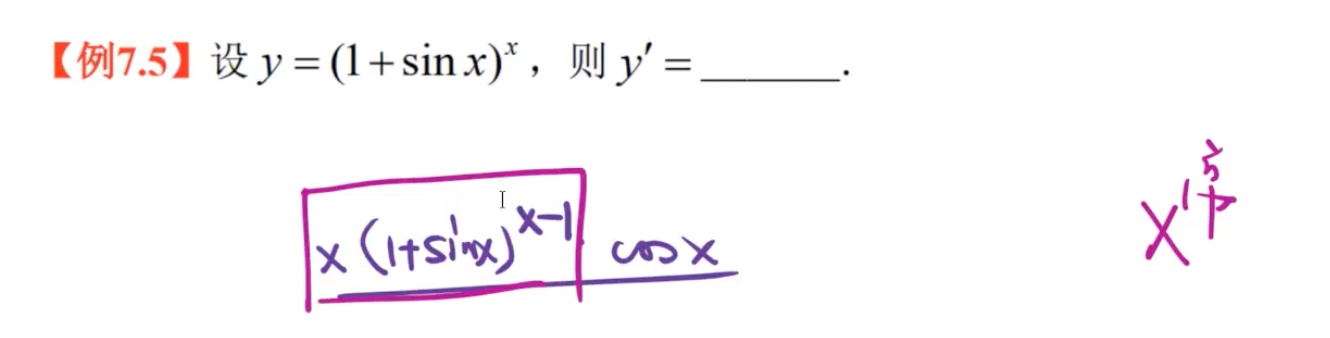 【例7.5】设 y = (1+sin x)^x，则 y′ = ______.
x (1+sinx)^{x-1} cosx